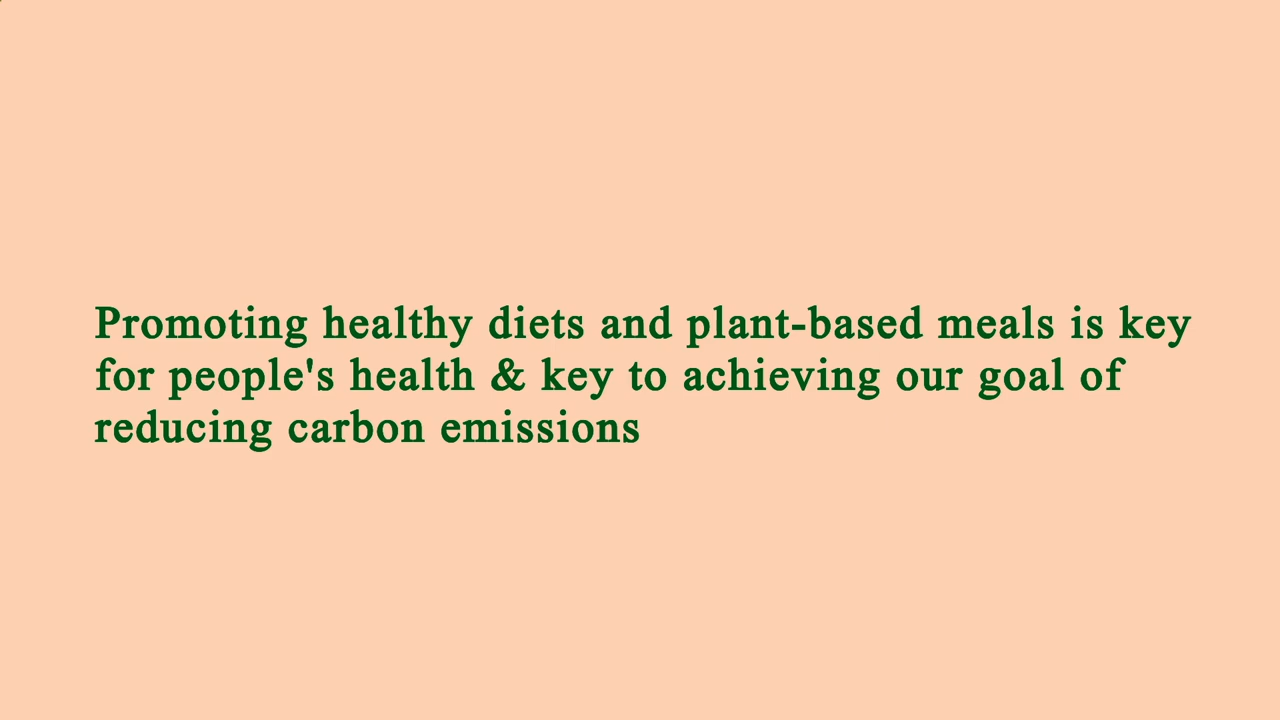 Promoting healthy diets and plant-based meals is key
for people's health & key to achieving our goal of
reducing carbon emissions